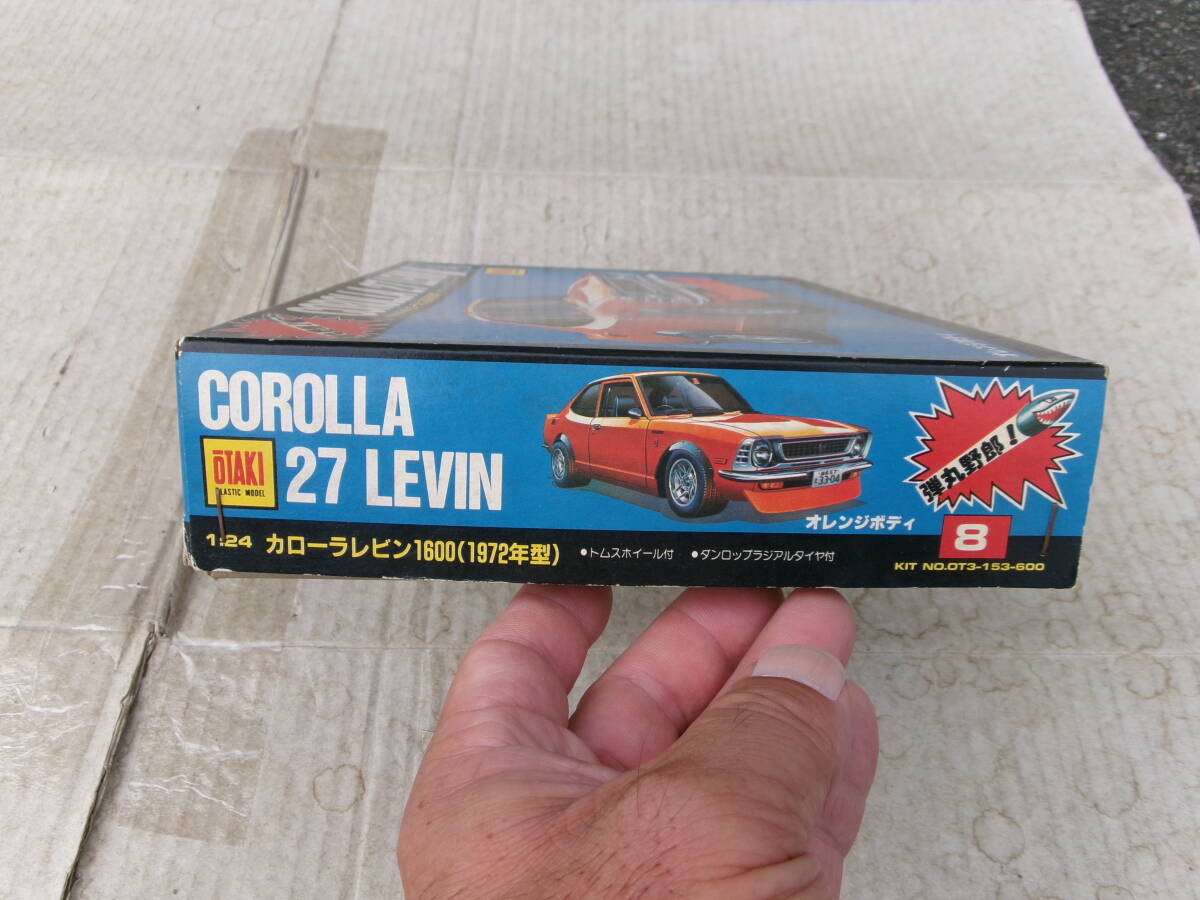 COROLLA
27 LEVIN
OTAKI
PLASTIC MODEL
33-04
オレンジボディ
弾丸野郎!
8
1:24 カローラレビン1600(1972年型) ●トムスホイール付 ●ダンロップラジアルタイヤ付
KIT NO.OT3-153-600